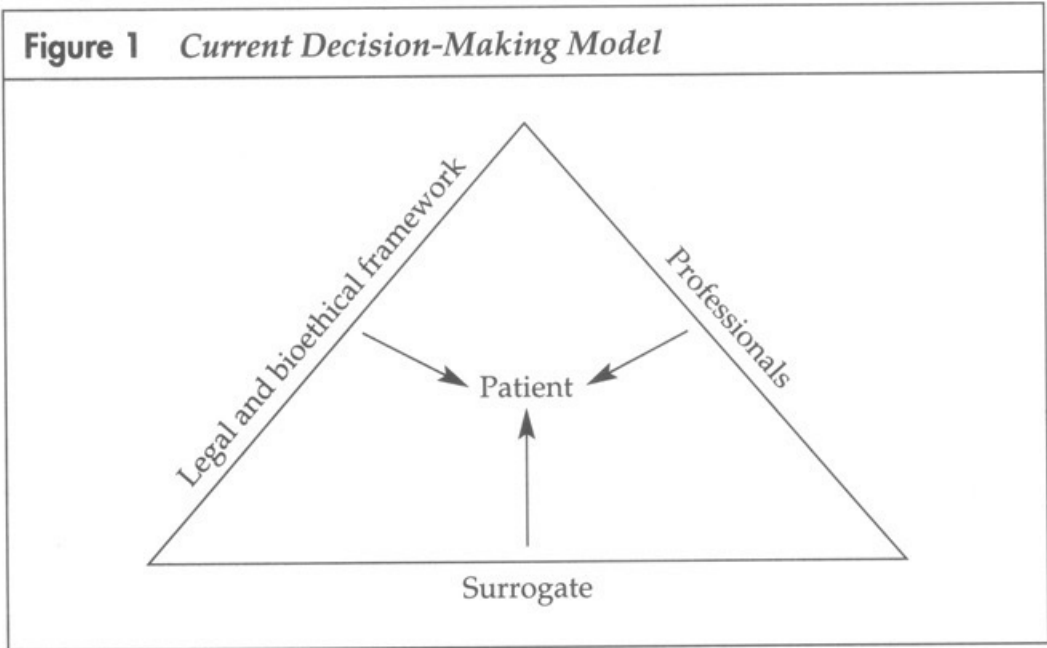 Figure 1 Current Decision-Making Model
Legal and bioethical framework
Professionals
Patient
Surrogate